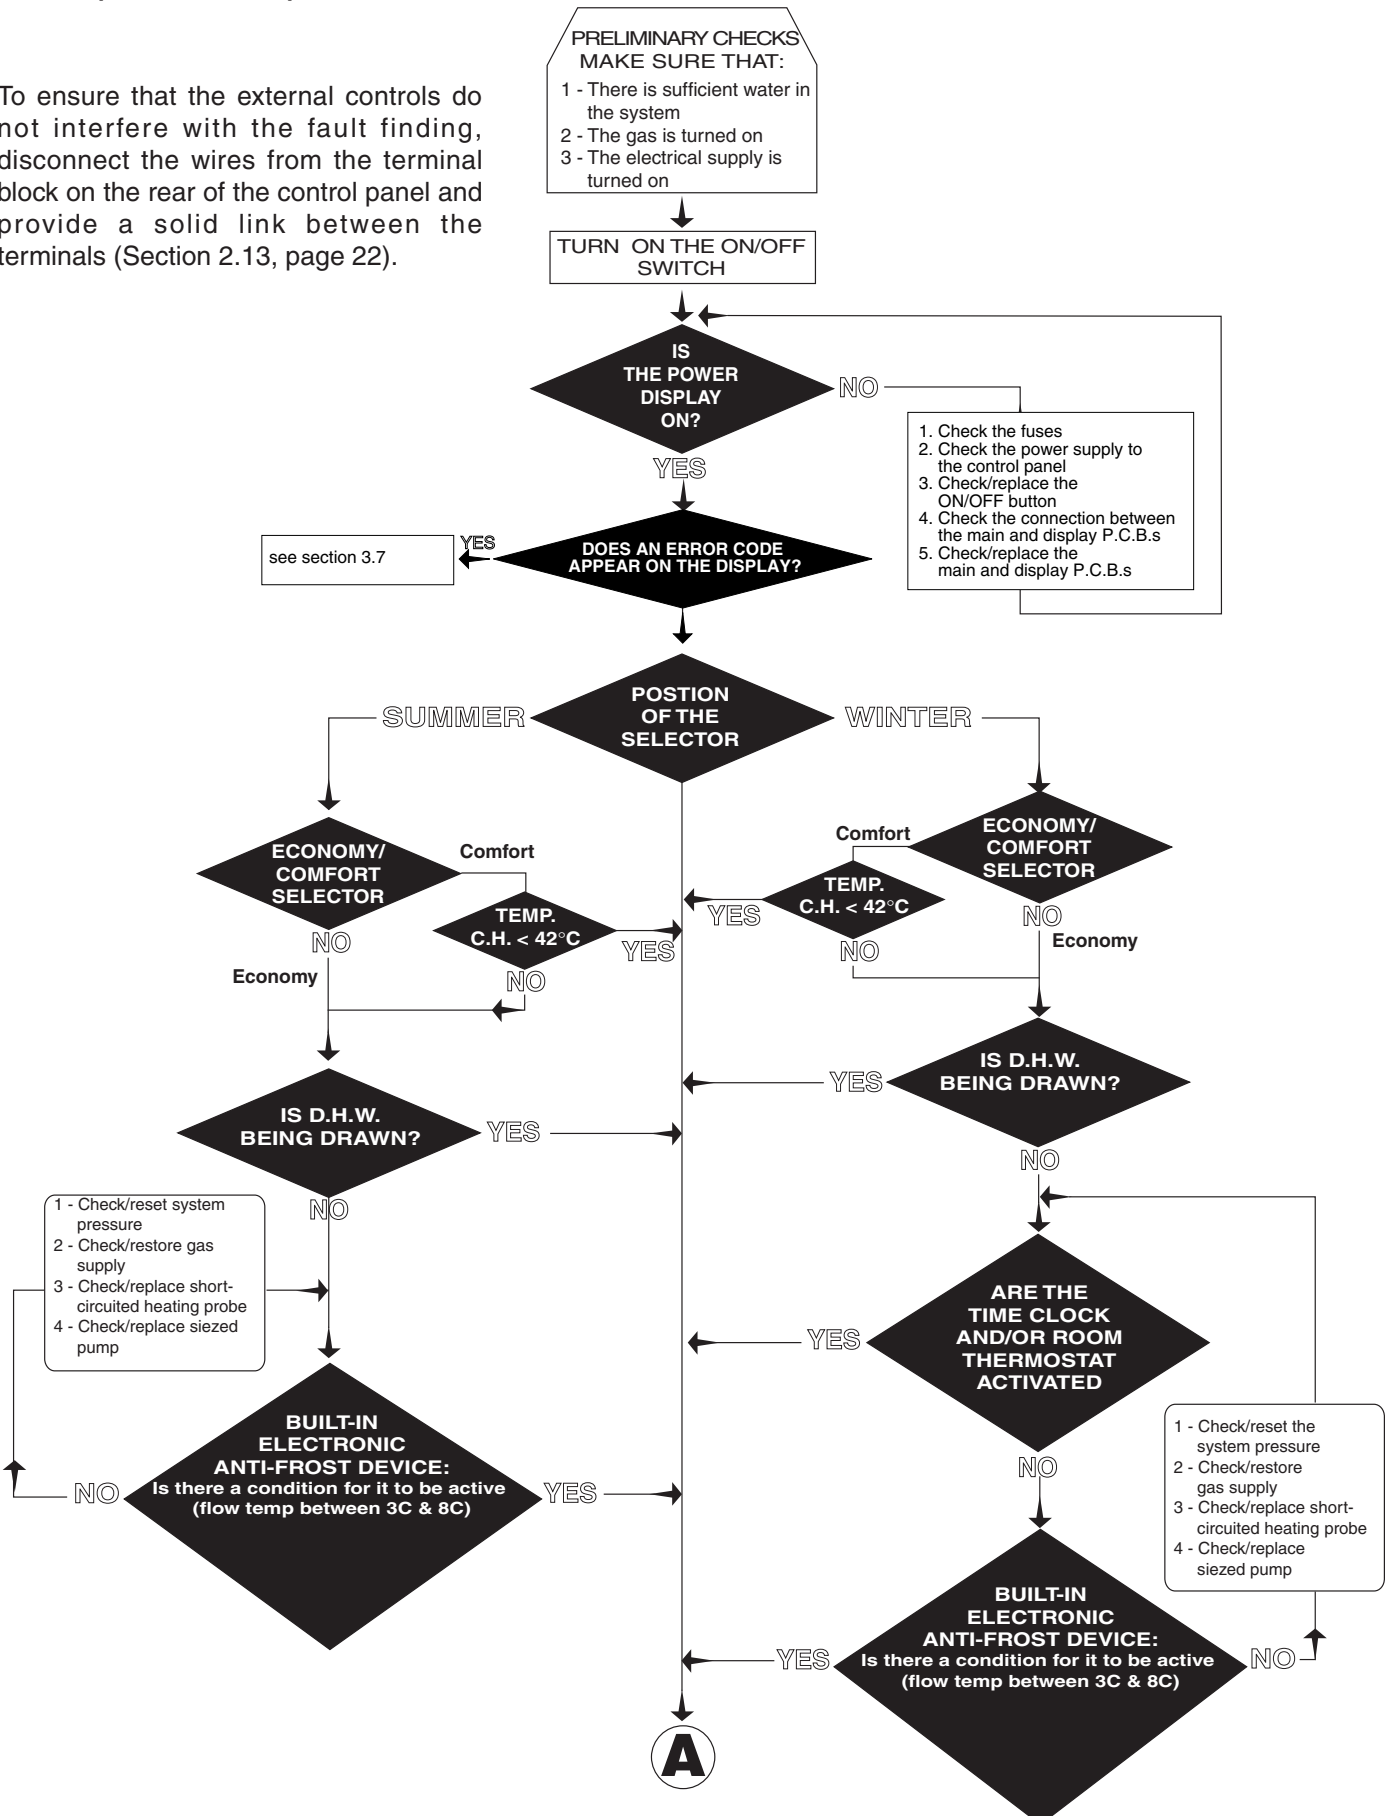 To ensure that the external controls do
not interfere with the fault finding,
disconnect the wires from the terminal
block on the rear of the control panel and
provide a solid link between the
terminals (Section 2.13, page 22).
PRELIMINARY CHECKS
MAKE SURE THAT:
1 - There is sufficient water in
the system
2 - The gas is turned on
3 - The electrical supply is
turned on
TURN ON THE ON/OFF
SWITCH
IS
THE POWER
DISPLAY
ON?
NO
1. Check the fuses
2. Check the power supply to
the control panel
3. Check/replace the
ON/OFF button
4. Check the connection between
the main and display P.C.B.s
5. Check/replace the
main and display P.C.B.s
YES
DOES AN ERROR CODE
APPEAR ON THE DISPLAY?
YES
see section 3.7
POSTION
OF THE
SELECTOR
SUMMER
WINTER
ECONOMY/
COMFORT
SELECTOR
Comfort
TEMP.
C.H. < 42°C
YES
NO
NO
Economy
IS D.H.W.
BEING DRAWN?
YES
NO
1 - Check/reset system
pressure
2 - Check/restore gas
supply
3 - Check/replace short-
circuited heating probe
4 - Check/replace siezed
pump
BUILT-IN
ELECTRONIC
ANTI-FROST DEVICE:
Is there a condition for it to be active
(flow temp between 3C & 8C)
NO
YES
ECONOMY/
COMFORT
SELECTOR
Comfort
TEMP.
C.H. < 42°C
YES
NO
NO
Economy
IS D.H.W.
BEING DRAWN?
YES
NO
ARE THE
TIME CLOCK
AND/OR ROOM
THERMOSTAT
ACTIVATED
YES
NO
1 - Check/reset the
system pressure
2 - Check/restore
gas supply
3 - Check/replace short-
circuited heating probe
4 - Check/replace
siezed pump
BUILT-IN
ELECTRONIC
ANTI-FROST DEVICE:
Is there a condition for it to be active
(flow temp between 3C & 8C)
YES
NO
A